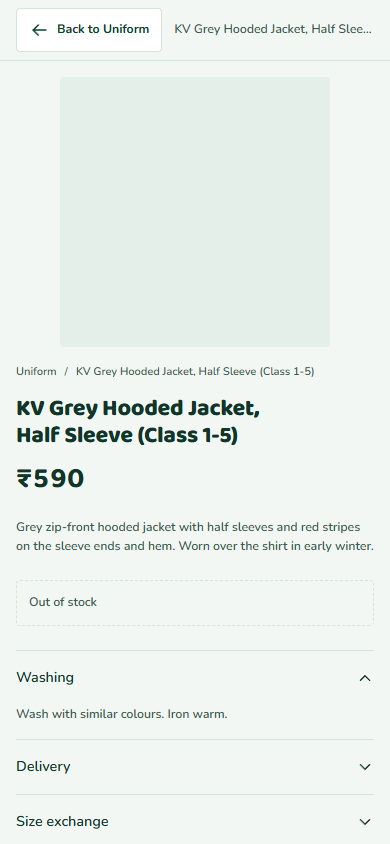 Back to Uniform
KV Grey Hooded Jacket, Half Slee...
Uniform / KV Grey Hooded Jacket, Half Sleeve (Class 1-5)
KV Grey Hooded Jacket,
Half Sleeve (Class 1-5)
₹590
Grey zip-front hooded jacket with half sleeves and red stripes
on the sleeve ends and hem. Worn over the shirt in early winter.
Out of stock
Washing
Wash with similar colours. Iron warm.
Delivery
Size exchange